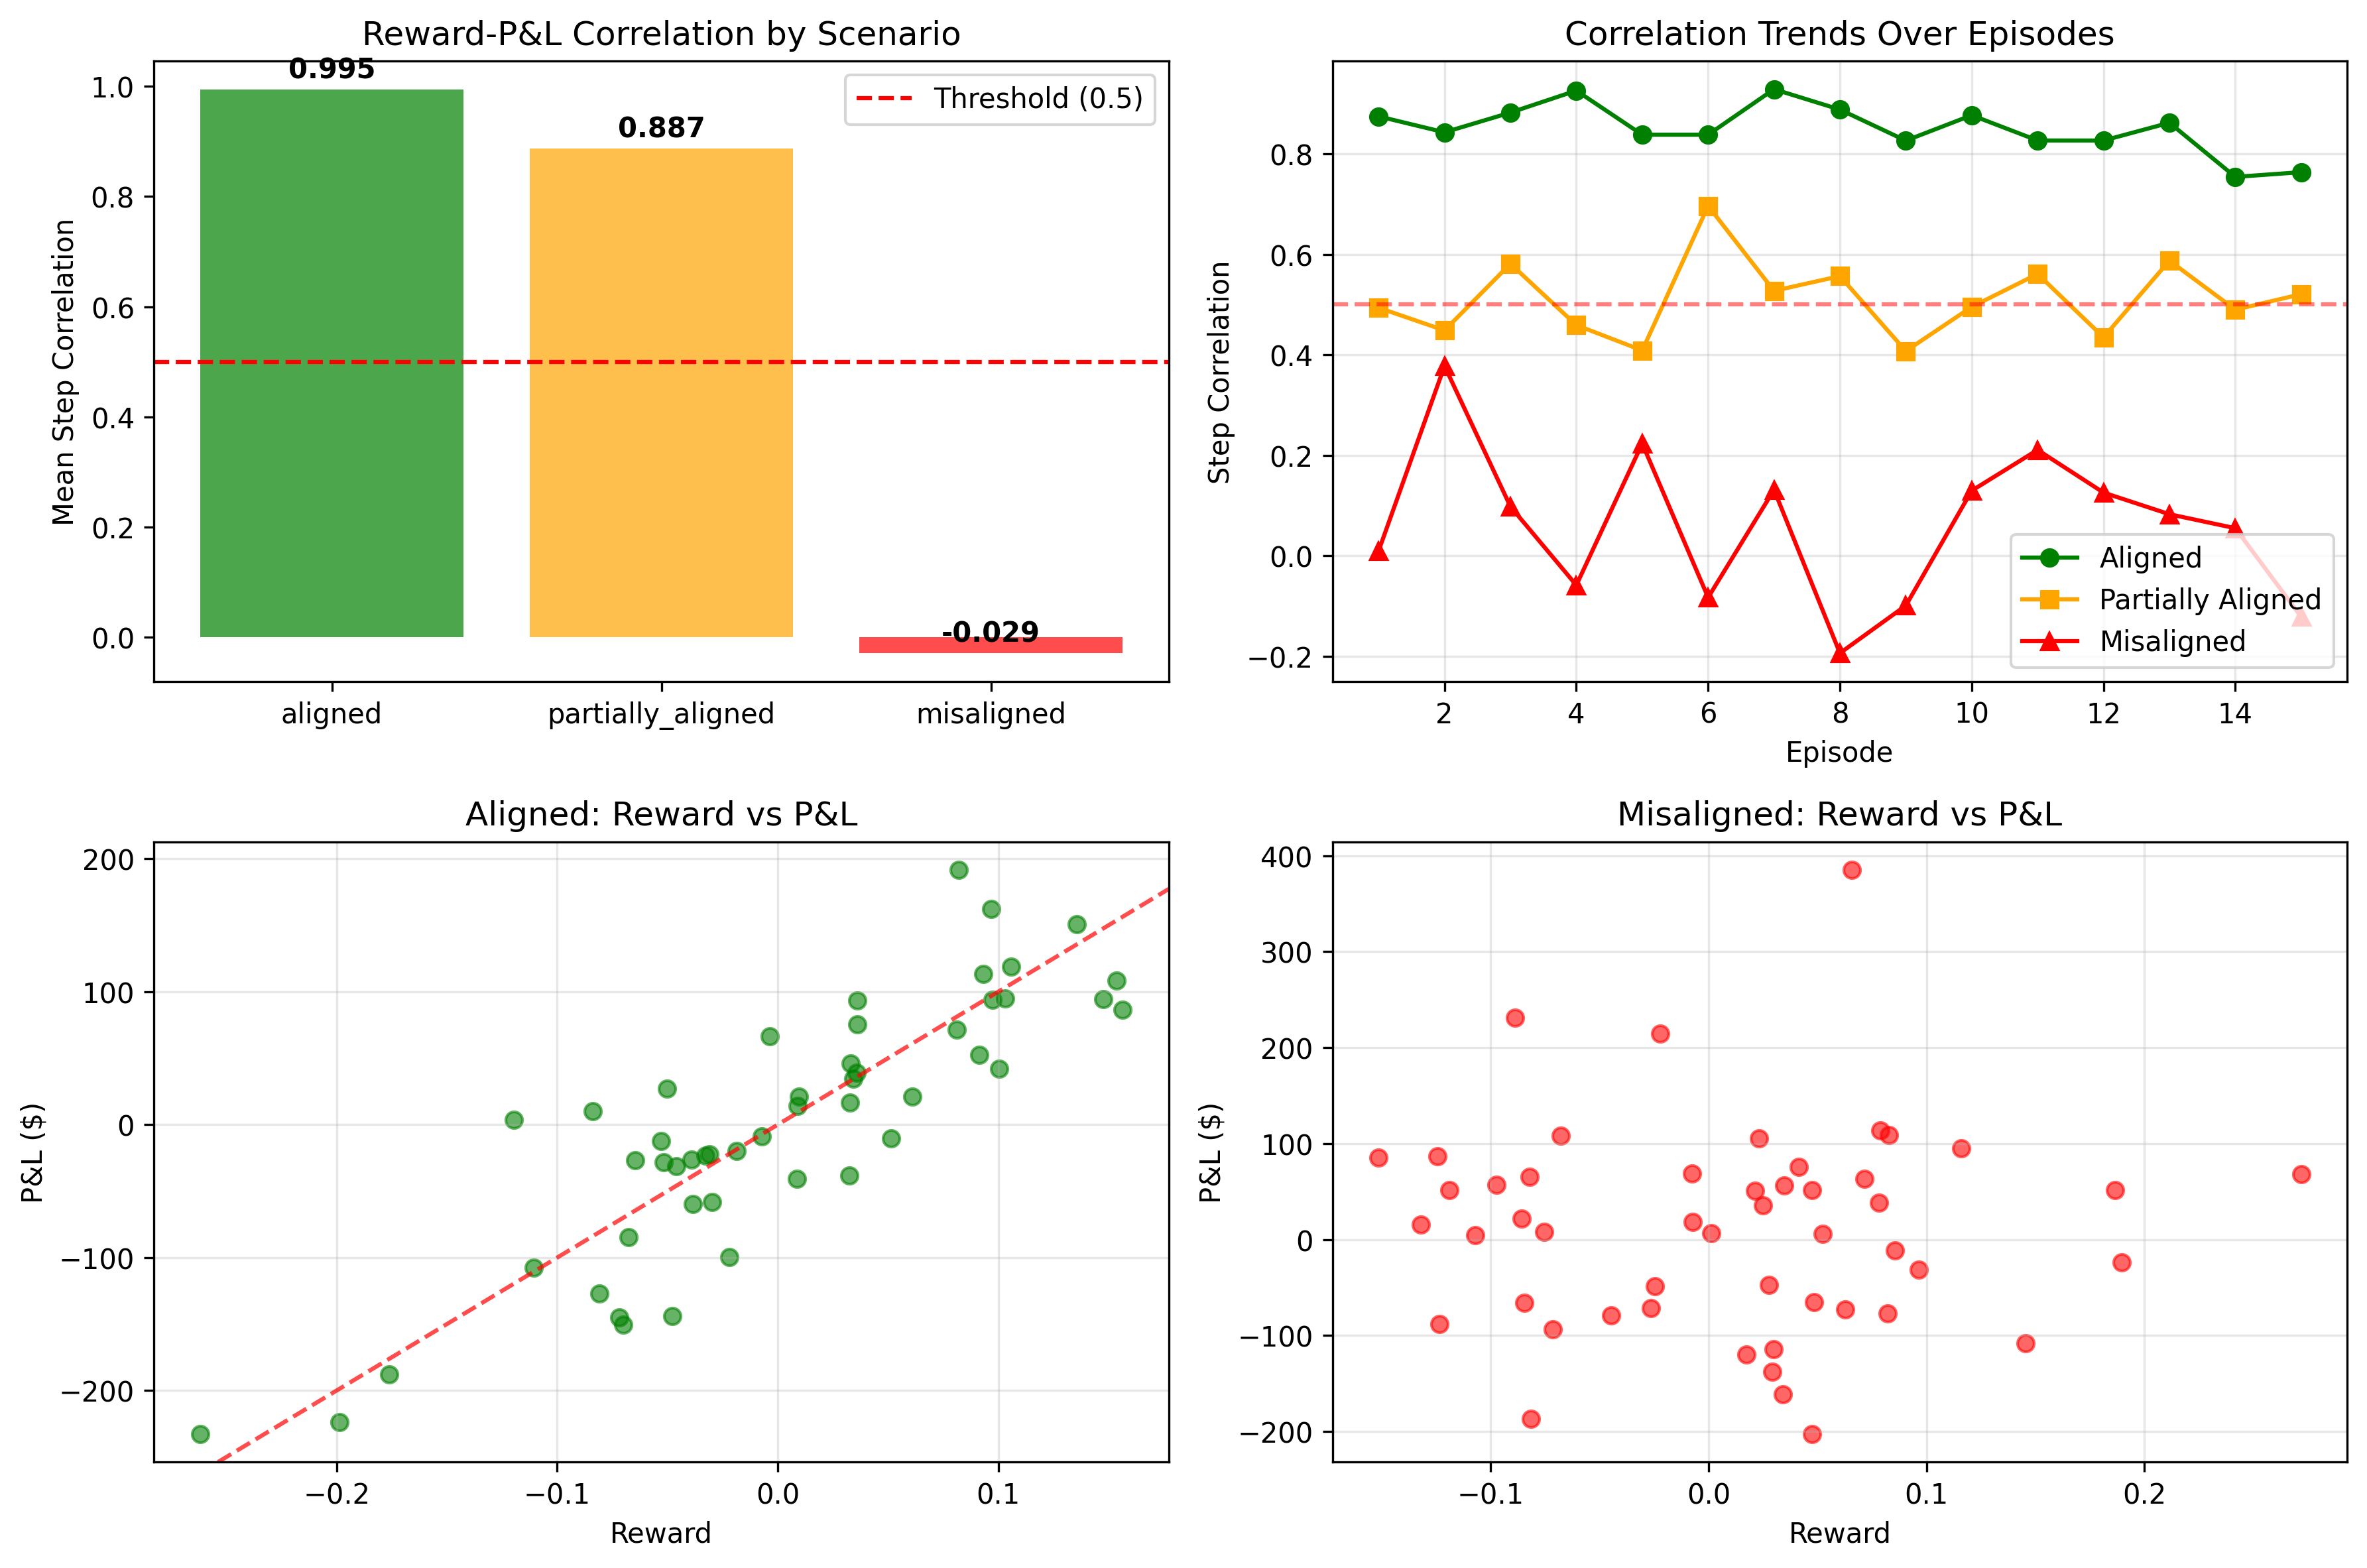 Reward-P&L Correlation by Scenario
Mean Step Correlation
1.0
0.8
0.6
0.4
0.2
0.0
0.995
0.887
-0.029
Threshold (0.5)
aligned
partially_aligned
misaligned
Correlation Trends Over Episodes
Step Correlation
0.8
0.6
0.4
0.2
0.0
−0.2
Aligned
Partially Aligned
Misaligned
2
4
6
8
10
12
14
Episode
Aligned: Reward vs P&L
P&L ($)
200
100
0
−100
−200
−0.2
−0.1
0.0
0.1
Reward
Misaligned: Reward vs P&L
P&L ($)
400
300
200
100
0
−100
−200
−0.1
0.0
0.1
0.2
Reward